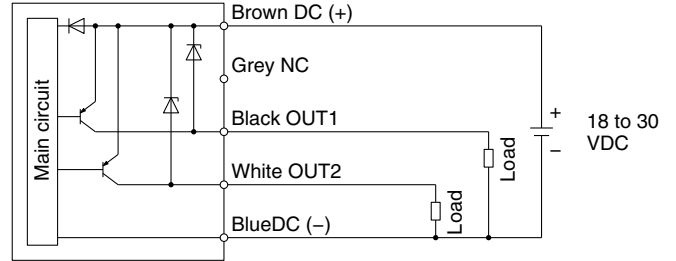 Brown DC (+)
Grey NC
Black OUT1
White OUT2
BlueDC (−)
Main circuit
Load
Load
+
−
18 to 30
VDC